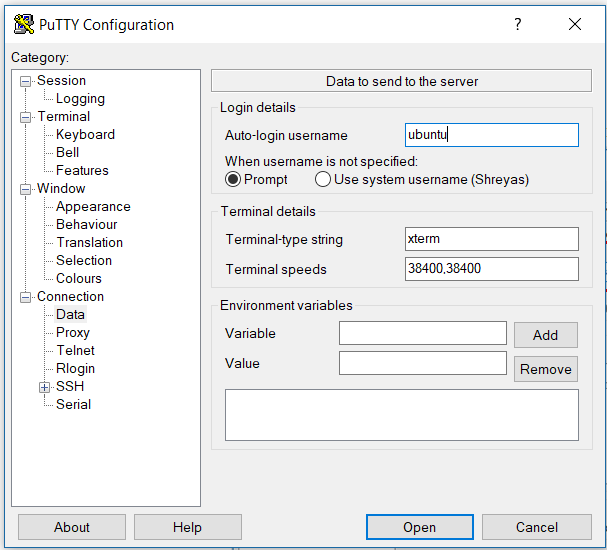 PuTTY Configuration
?
Category:
Session
Logging
Terminal
Keyboard
Bell
Features
Window
Appearance
Behaviour
Translation
Selection
Colours
Connection
Data
Proxy
Telnet
Rlogin
SSH
Serial
Data to send to the server
Login details
Auto-login username ubuntu
When username is not specified:
Prompt Use system username (Shreyas)
Terminal details
Terminal-type string xterm
Terminal speeds 38400,38400
Environment variables
Variable Add
Value Remove
About Help Open Cancel